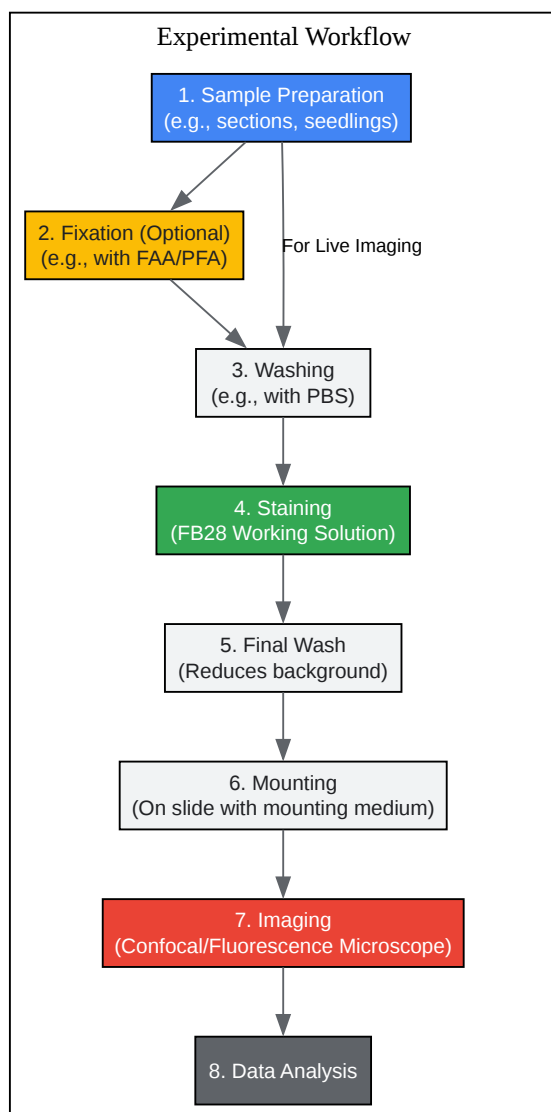 Experimental Workflow
1. Sample Preparation
(e.g., sections, seedlings)
2. Fixation (Optional)
(e.g., with FAA/PFA)
For Live Imaging
3. Washing
(e.g., with PBS)
4. Staining
(FB28 Working Solution)
5. Final Wash
(Reduces background)
6. Mounting
(On slide with mounting medium)
7. Imaging
(Confocal/Fluorescence Microscope)
8. Data Analysis